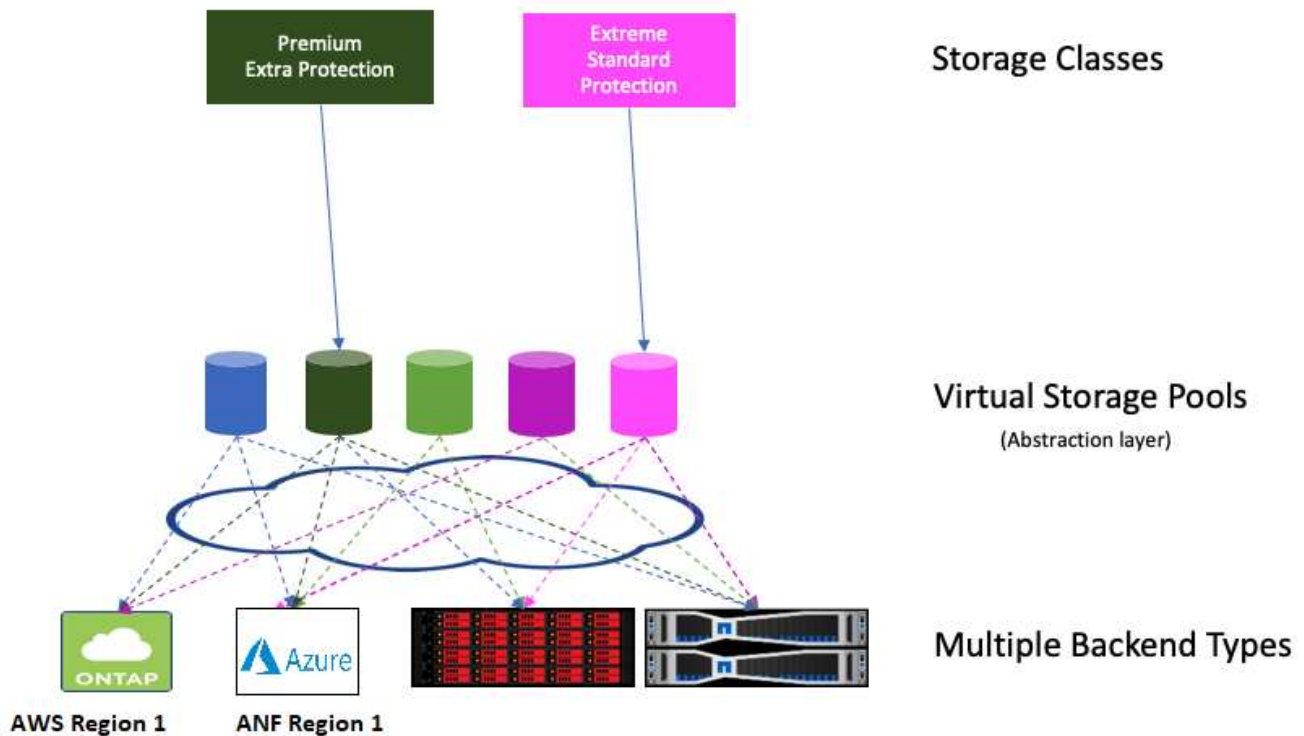 Premium
Extra Protection
Extreme
Standard
Protection
Storage Classes
Virtual Storage Pools
(Abstraction layer)
ONTAP
Azure
Multiple Backend Types
AWS Region 1
ANF Region 1